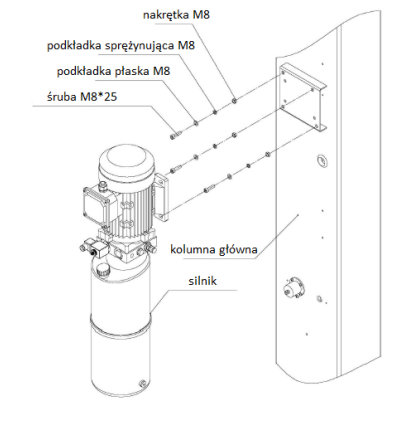 nakrętka M8
podkładka sprężynująca M8
podkładka płaska M8
śruba M8*25
kolumna główna
silnik